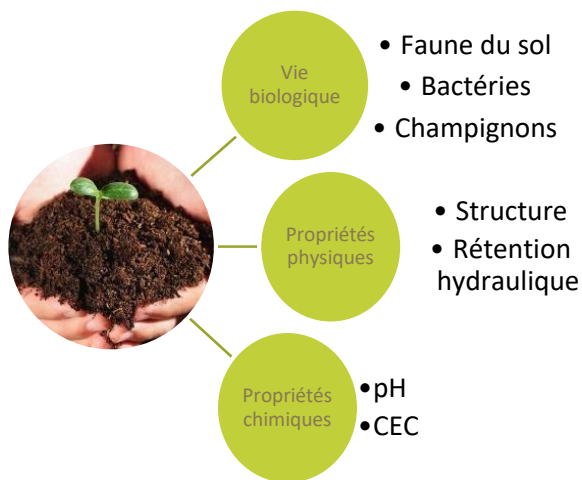 Vie
biologique
• Faune du sol
• Bactéries
• Champignons
Propriétés
physiques
• Structure
• Rétention
hydraulique
Propriétés
chimiques
•pH
•CEC